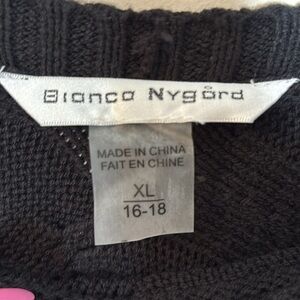 Bianca Nygård
MADE IN CHINA
FAIT EN CHINE
XL
16-18